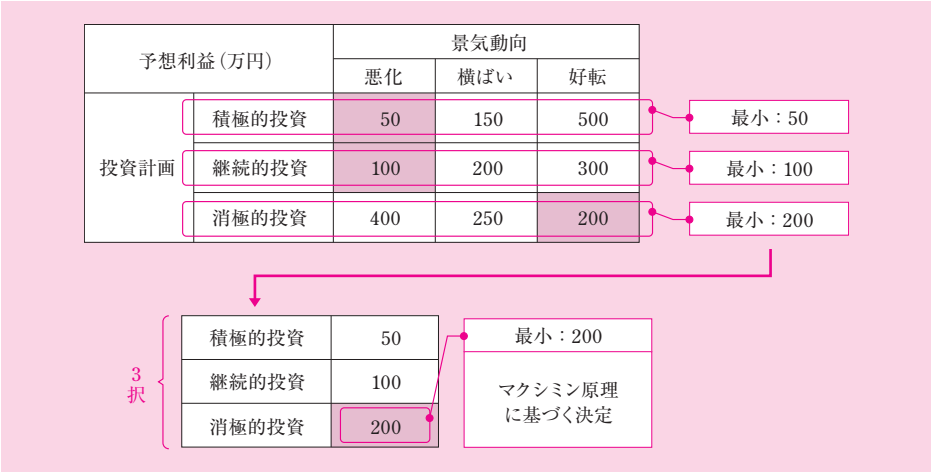 予想利益(万円)
景気動向
悪化 横ばい 好転
投資計画
積極的投資 50 150 500
最小：50
継続的投資 100 200 300
最小：100
消極的投資 400 250 200
最小：200
3択
積極的投資 50
継続的投資 100
消極的投資 200
最小：200
マクシミン原理
に基づく決定